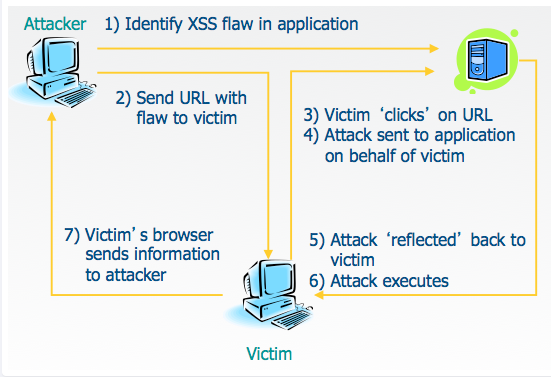 Attacker
1) Identify XSS flaw in application
2) Send URL with
flaw to victim
3) Victim ‘clicks’ on URL
4) Attack sent to application
on behalf of victim
5) Attack ‘reflected’ back to
victim
6) Attack executes
7) Victim’s browser
sends information
to attacker
Victim